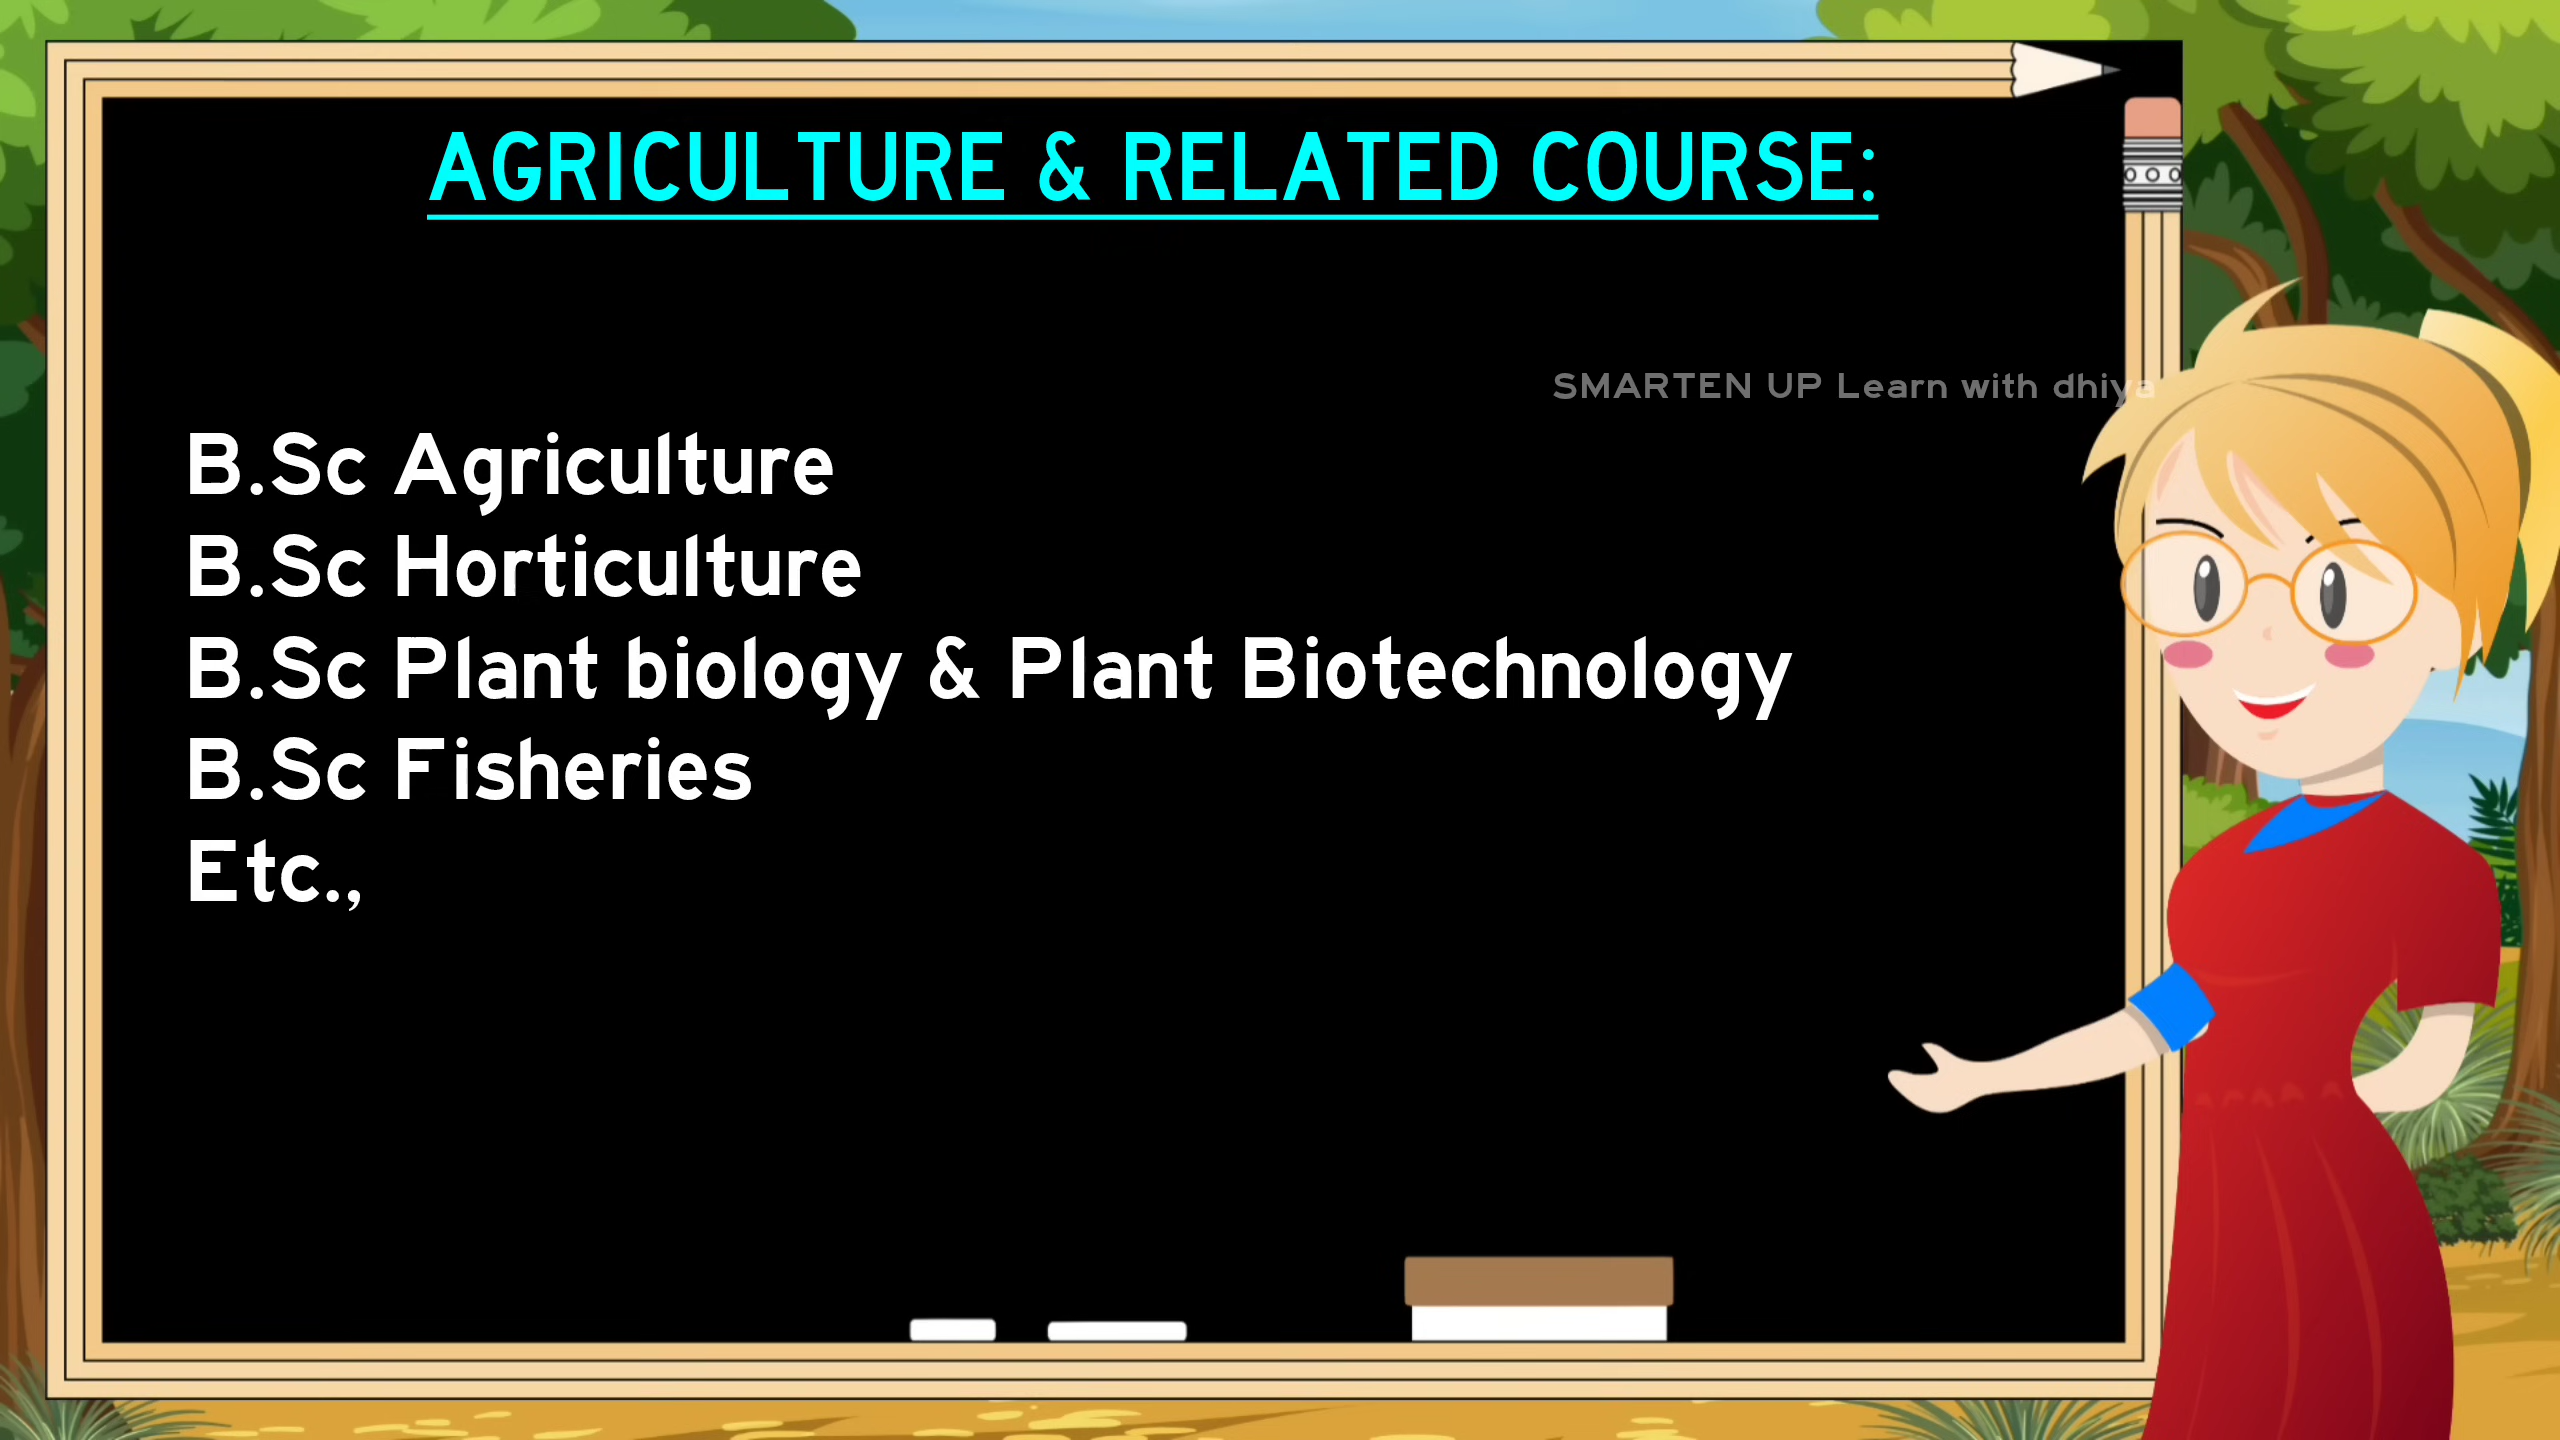 AGRICULTURE & RELATED COURSE:
SMARTEN UP Learn with dhiya
B.Sc Agriculture
B.Sc Horticulture
B.Sc Plant biology & Plant Biotechnology
B.Sc Fisheries
Etc.,